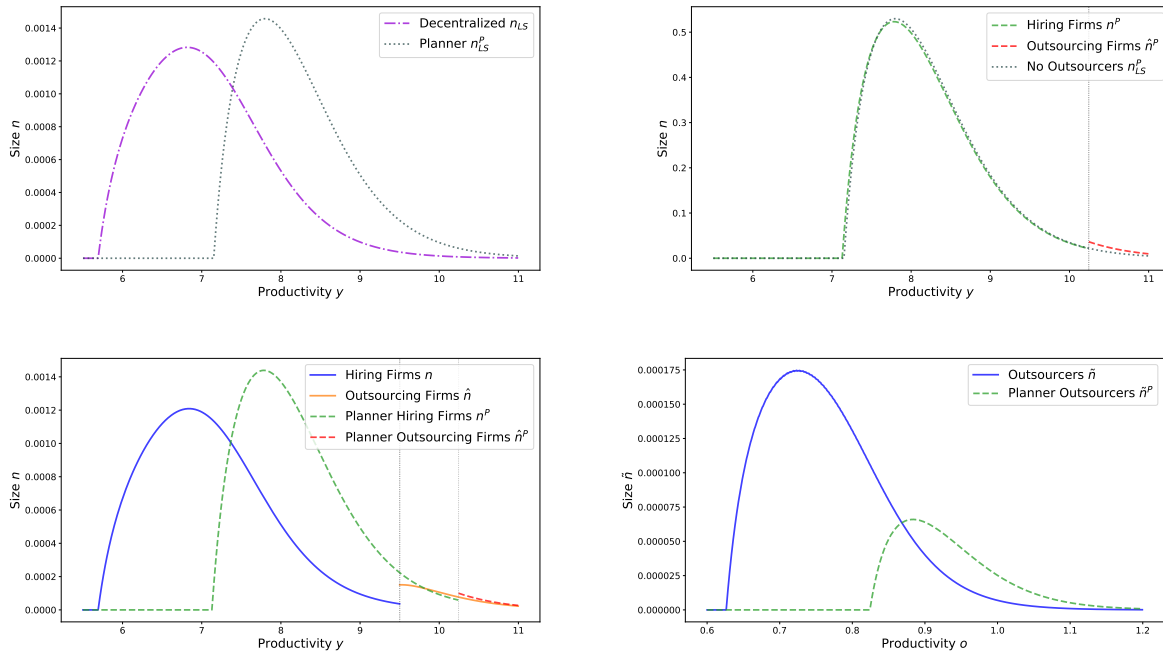 0.0014
0.0012
0.0010
0.0008
0.0006
0.0004
0.0002
0.0000
Size n
6 7 8 9 10 11
Productivity y
Decentralized n_LS
Planner n^P_LS
0.5
0.4
0.3
0.2
0.1
0.0
Size n
6 7 8 9 10 11
Productivity y
Hiring Firms n^P
Outsourcing Firms n̂^P
No Outsourcers n^P_LS
0.0014
0.0012
0.0010
0.0008
0.0006
0.0004
0.0002
0.0000
Size n
6 7 8 9 10 11
Productivity y
Hiring Firms n
Outsourcing Firms n̂
Planner Hiring Firms n^P
Planner Outsourcing Firms n̂^P
0.000175
0.000150
0.000125
0.000100
0.000075
0.000050
0.000025
0.000000
Size ñ
0.6 0.7 0.8 0.9 1.0 1.1 1.2
Productivity o
Outsourcers ñ
Planner Outsourcers ñ^P